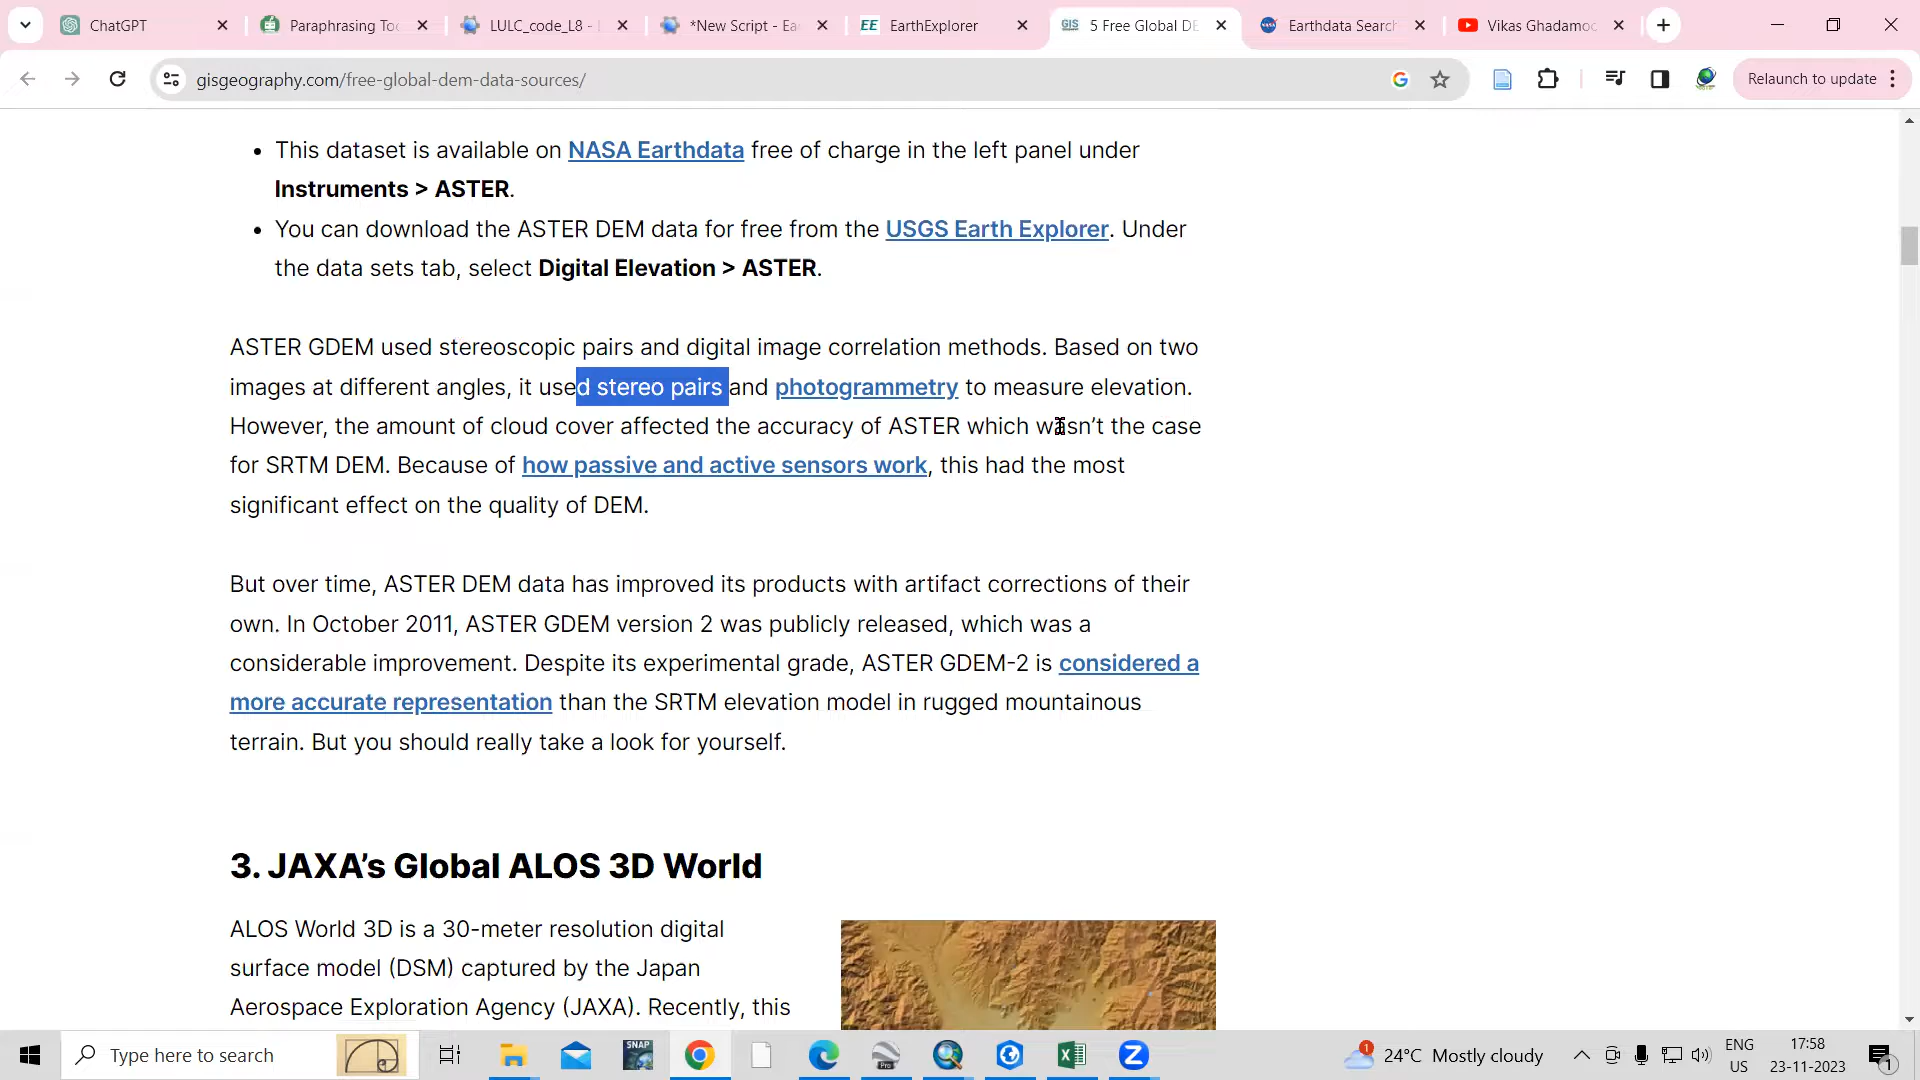 ChatGPT
Paraphrasing Too
LULC_code_L8 -
*New Script - Ea
EE EarthExplorer
GIS 5 Free Global DE
Earthdata Search
Vikas Ghadamod
gisgeography.com/free-global-dem-data-sources/
Relaunch to update
• This dataset is available on NASA Earthdata free of charge in the left panel under
Instruments > ASTER.
• You can download the ASTER DEM data for free from the USGS Earth Explorer. Under
the data sets tab, select Digital Elevation > ASTER.
ASTER GDEM used stereoscopic pairs and digital image correlation methods. Based on two
images at different angles, it used stereo pairs and photogrammetry to measure elevation.
However, the amount of cloud cover affected the accuracy of ASTER which wasn’t the case
for SRTM DEM. Because of how passive and active sensors work, this had the most
significant effect on the quality of DEM.
But over time, ASTER DEM data has improved its products with artifact corrections of their
own. In October 2011, ASTER GDEM version 2 was publicly released, which was a
considerable improvement. Despite its experimental grade, ASTER GDEM-2 is considered a
more accurate representation than the SRTM elevation model in rugged mountainous
terrain. But you should really take a look for yourself.
3. JAXA’s Global ALOS 3D World
ALOS World 3D is a 30-meter resolution digital
surface model (DSM) captured by the Japan
Aerospace Exploration Agency (JAXA). Recently, this
Type here to search
SNAP
Pro
1
24°C Mostly cloudy
ENG
US
17:58
23-11-2023
1